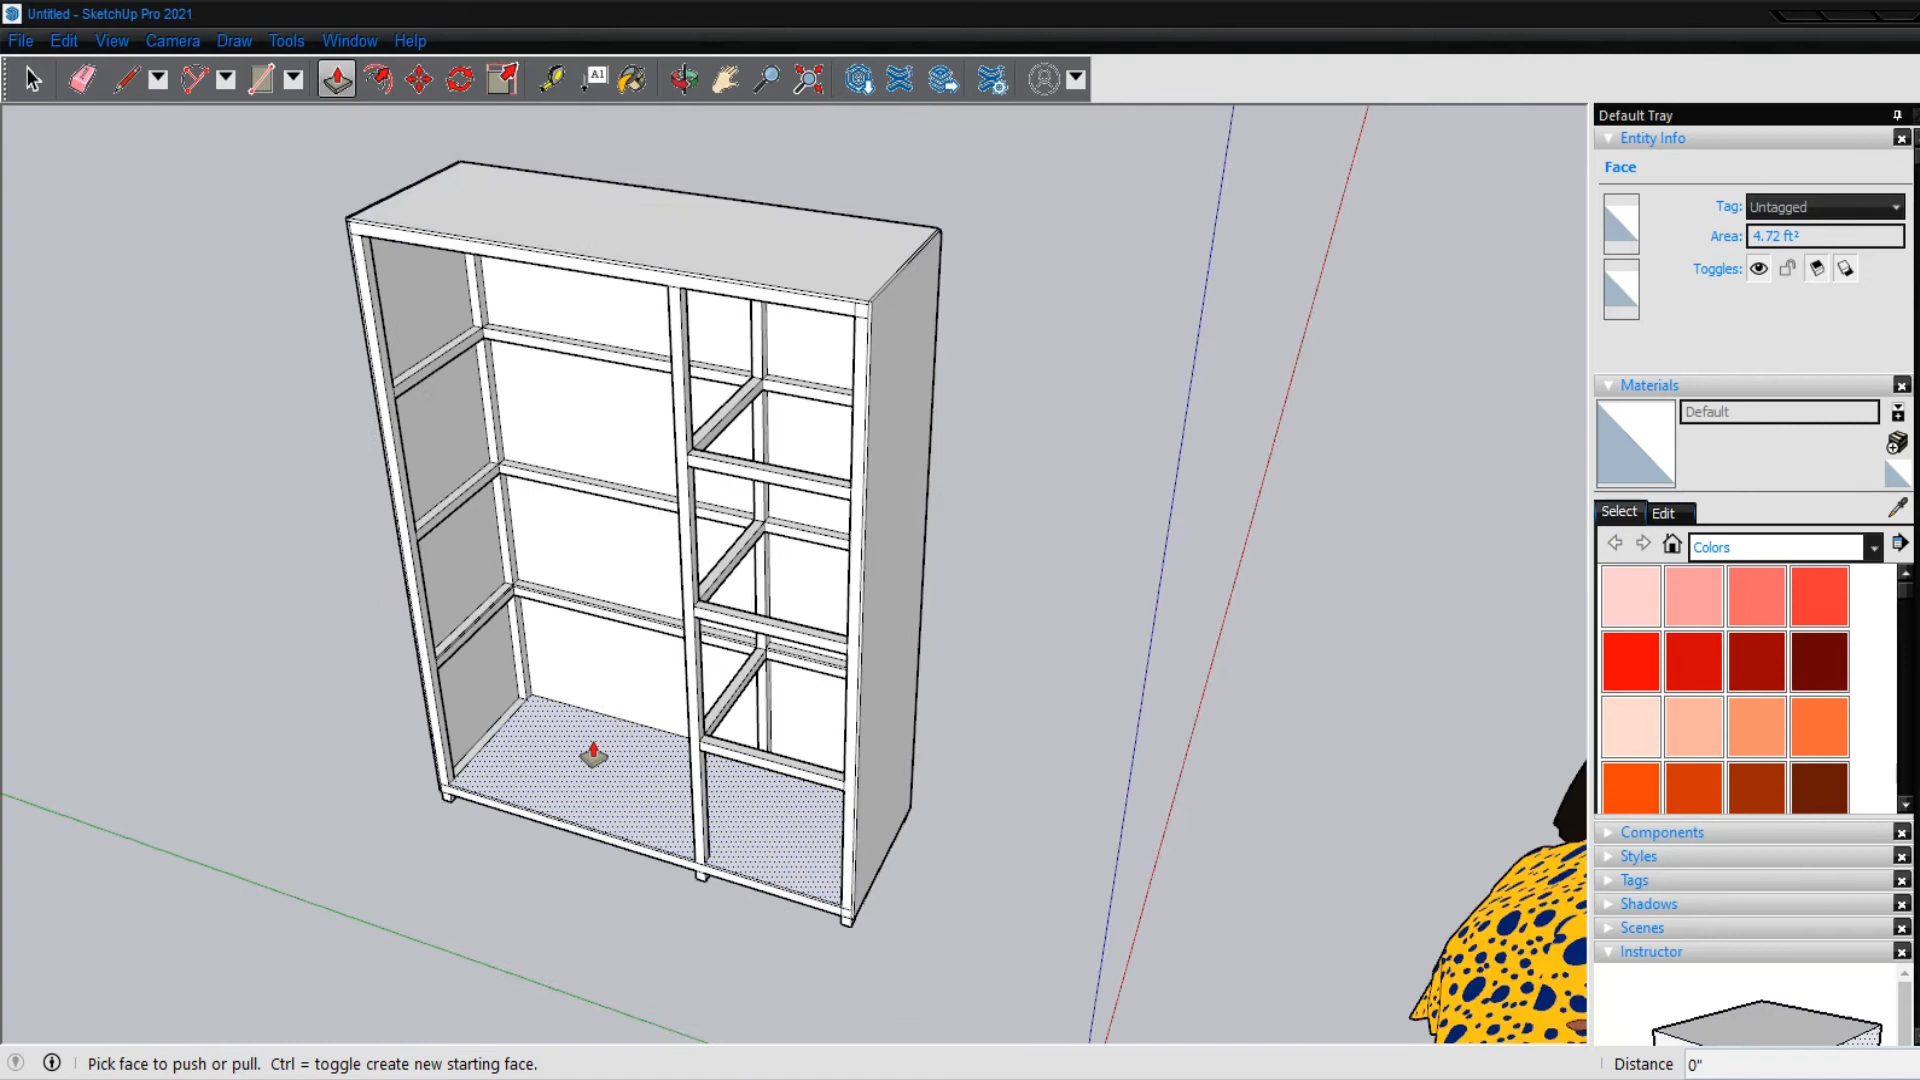 Untitled - SketchUp Pro 2021
File Edit View Camera Draw Tools Window Help
A1
Default Tray
Entity Info
Face
Tag: Untagged
Area: 4.72 ft²
Toggles:
Materials
Default
Select Edit
Colors
Components
Styles
Tags
Shadows
Scenes
Instructor
Pick face to push or pull. Ctrl = toggle create new starting face.
Distance 0"